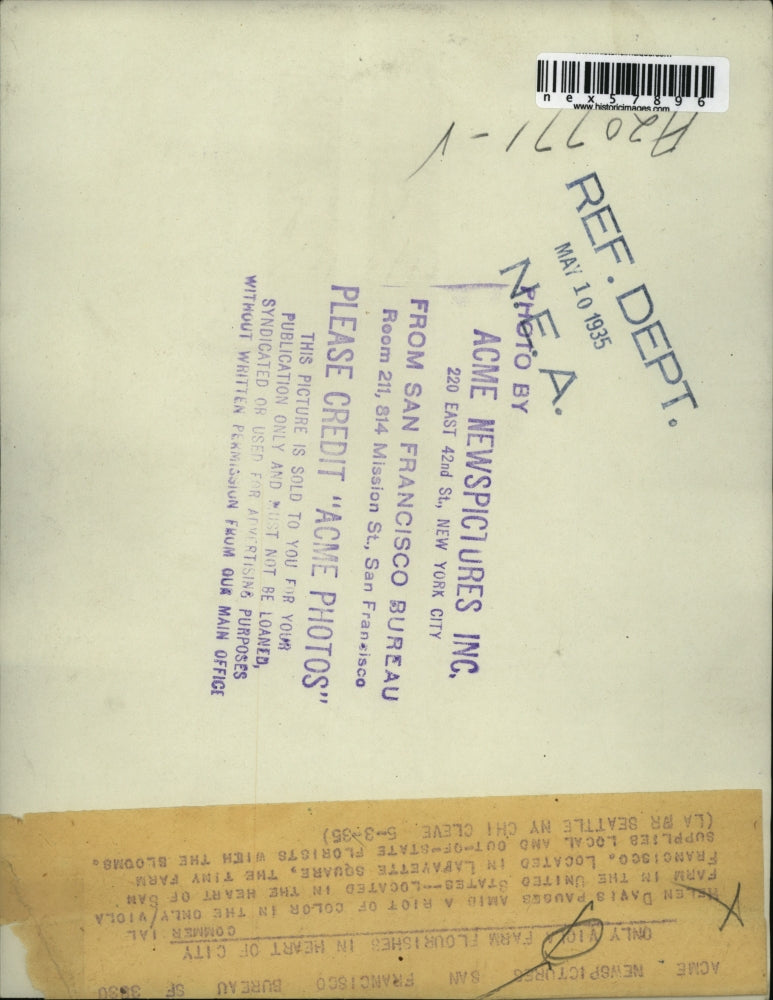 nex57896
www.historicimages.com
A20771-V
REF. DEPT.
MAY 10 1935
N.E.A.
PHOTO BY
ACME NEWSPICTURES INC.
220 EAST 42nd St., NEW YORK CITY
FROM SAN FRANCISCO BUREAU
Room 211, 814 Mission St., San Francisco
PLEASE CREDIT "ACME PHOTOS"
THIS PICTURE IS SOLD TO YOU FOR YOUR
PUBLICATION ONLY AND MUST NOT BE LOANED,
SYNDICATED OR USED FOR ADVERTISING PURPOSES
WITHOUT WRITTEN PERMISSION FROM OUR MAIN OFFICE
ACME NEWSPICTURES SAN FRANCISCO BUREAU SF
ONLY VIOLA FARM FLOURISHES IN HEART OF CITY
HELEN DAVIS PAUSES AMID A RIOT OF COLOR IN THE ONLY COMMERCIAL VIOLA
FARM IN THE UNITED STATES--LOCATED IN THE HEART OF SAN
FRANCISCO. LOCATED IN LAFAYETTE SQUARE, THE TINY FARM
SUPPLIES LOCAL AND OUT-OF-STATE FLORISTS WITH THE BLOOMS.
(LA BR SEATTLE NY CHI CLEVE 5-3-35)